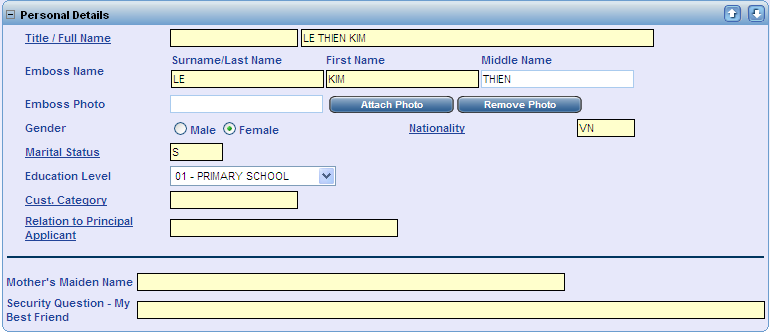 Personal Details
Title / Full Name LE THIEN KIM
Surname/Last Name First Name Middle Name
Emboss Name LE KIM THIEN
Emboss Photo Attach Photo Remove Photo
Gender Male Female Nationality VN
Marital Status S
Education Level 01 - PRIMARY SCHOOL
Cust. Category
Relation to Principal
Applicant
Mother's Maiden Name
Security Question - My
Best Friend